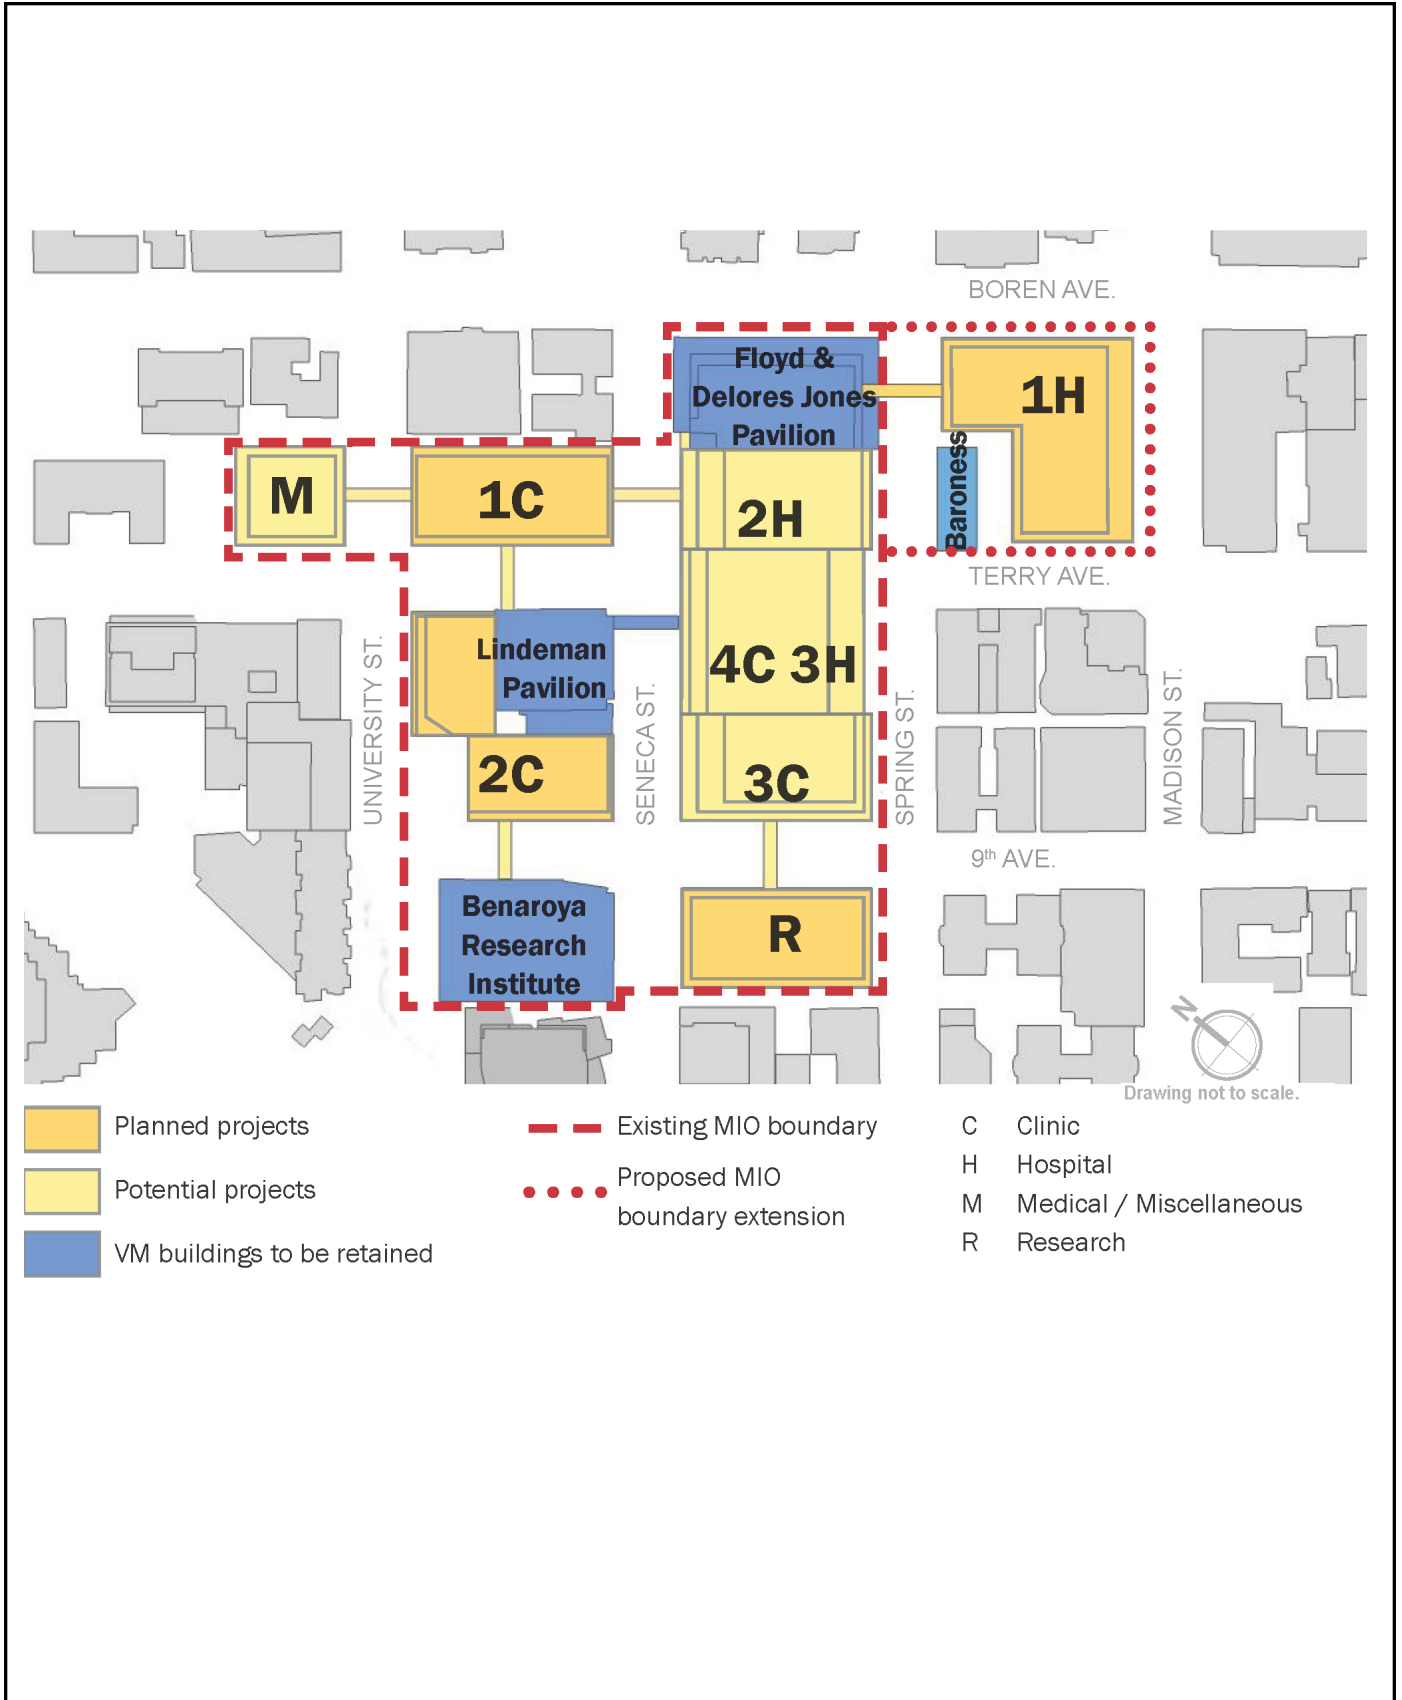 BOREN AVE.
Floyd &
Delores Jones
Pavilion
1H
Baroness
M
1C
2H
TERRY AVE.
UNIVERSITY ST.
Lindeman
Pavilion
SENECA ST.
4C 3H
SPRING ST.
MADISON ST.
2C
3C
9th AVE.
Benaroya
Research
Institute
R
N
Drawing not to scale.
Planned projects
Potential projects
VM buildings to be retained
Existing MIO boundary
Proposed MIO
boundary extension
C Clinic
H Hospital
M Medical / Miscellaneous
R Research